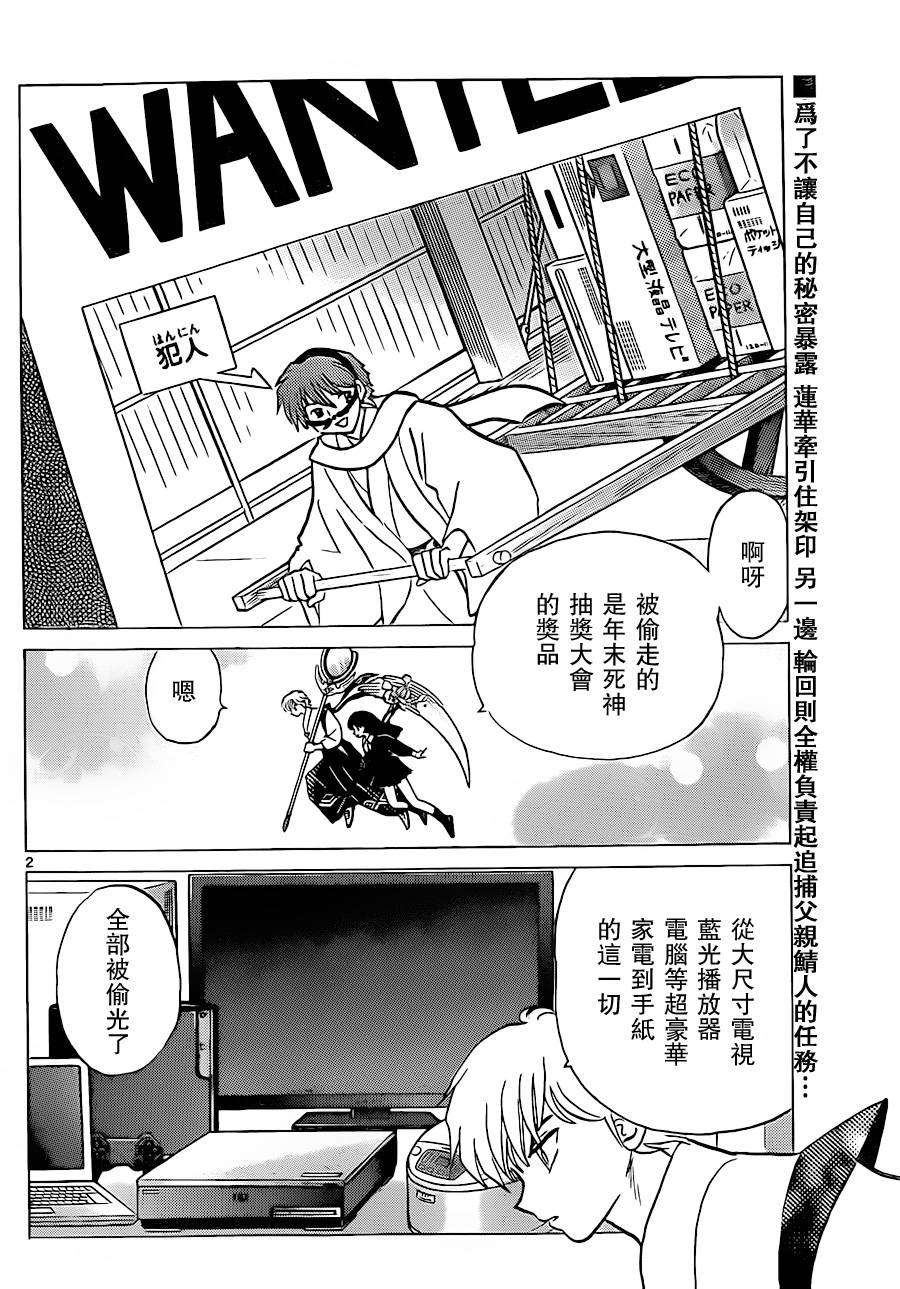 ■爲了不讓自己的秘密暴露 蓮華牽引住架印 另一邊 輪回則全權負責起追捕父親鯖人的任務…
WANTED
ECO
PAPER
ポケット
ティッシ
大型液晶テレビ
PAPER
120-1
はんにん
犯人
啊呀
被偷走的
是年末死神
抽獎大會
的獎品
嗯
2
從大尺寸電視
藍光播放器
電腦等超豪華
家電到手紙
的這一切
全部被偷光了